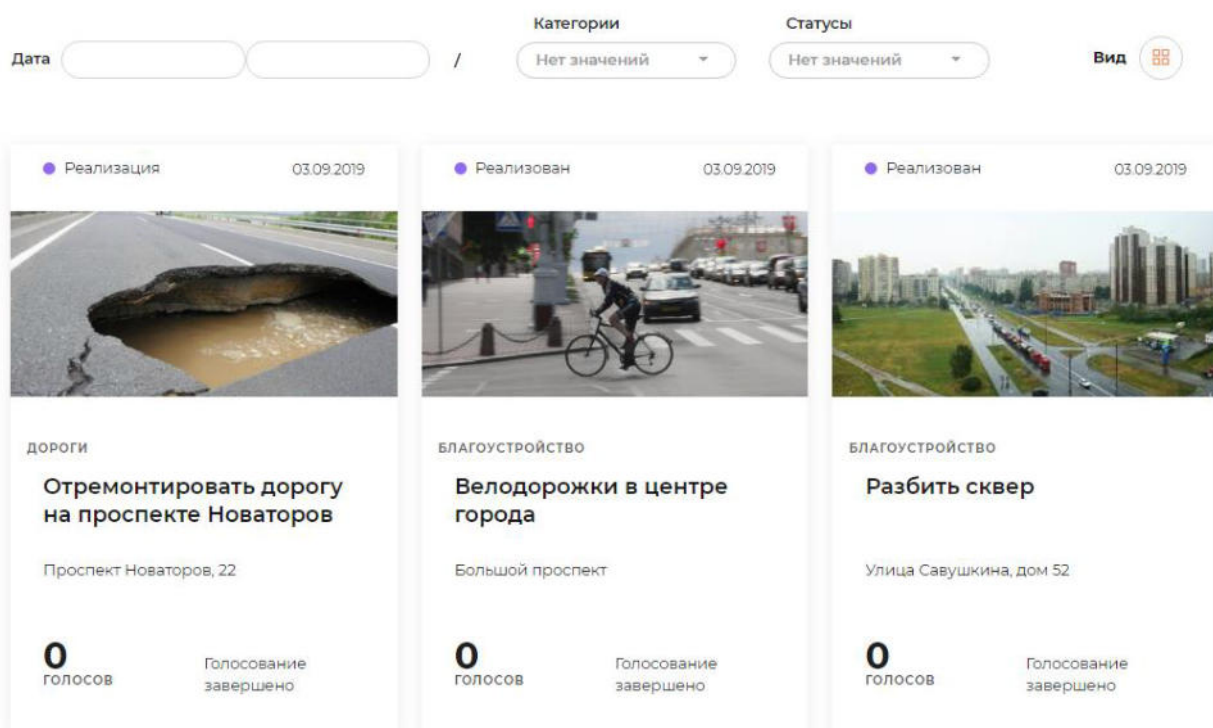 Категории
Статусы
Дата
/
Нет значений
Нет значений
Вид
Реализация
03.09.2019
Реализован
03.09.2019
Реализован
03.09.2019
ДОРОГИ
Отремонтировать дорогу
на проспекте Новаторов
Проспект Новаторов, 22
0
голосов
Голосование
завершено
БЛАГОУСТРОЙСТВО
Велодорожки в центре
города
Большой проспект
0
голосов
Голосование
завершено
БЛАГОУСТРОЙСТВО
Разбить сквер
Улица Савушкина, дом 52
0
голосов
Голосование
завершено